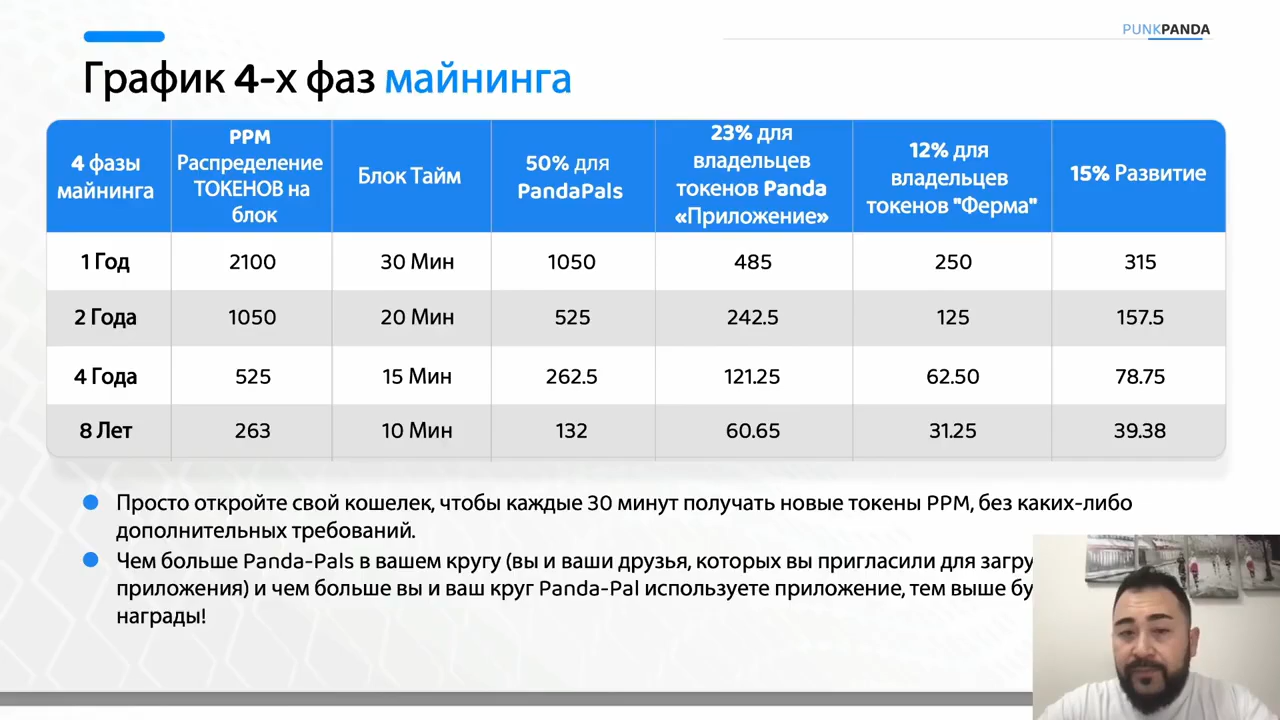 PUNKPANDA
График 4-х фаз майнинга
4 фазы
майнинга
PPM
Распределение
ТОКЕНОВ на
блок
Блок Тайм
50% для
PandaPals
23% для
владельцев
токенов Panda
«Приложение»
12% для
владельцев
токенов "Ферма"
15% Развитие
1 Год 2100 30 Мин 1050 485 250 315
2 Года 1050 20 Мин 525 242.5 125 157.5
4 Года 525 15 Мин 262.5 121.25 62.50 78.75
8 Лет 263 10 Мин 132 60.65 31.25 39.38
Просто откройте свой кошелек, чтобы каждые 30 минут получать новые токены PPM, без каких-либо
дополнительных требований.
Чем больше Panda-Pals в вашем кругу (вы и ваши друзья, которых вы пригласили для
приложения) и чем больше вы и ваш круг Panda-Pal используете приложение, тем выше
награды!